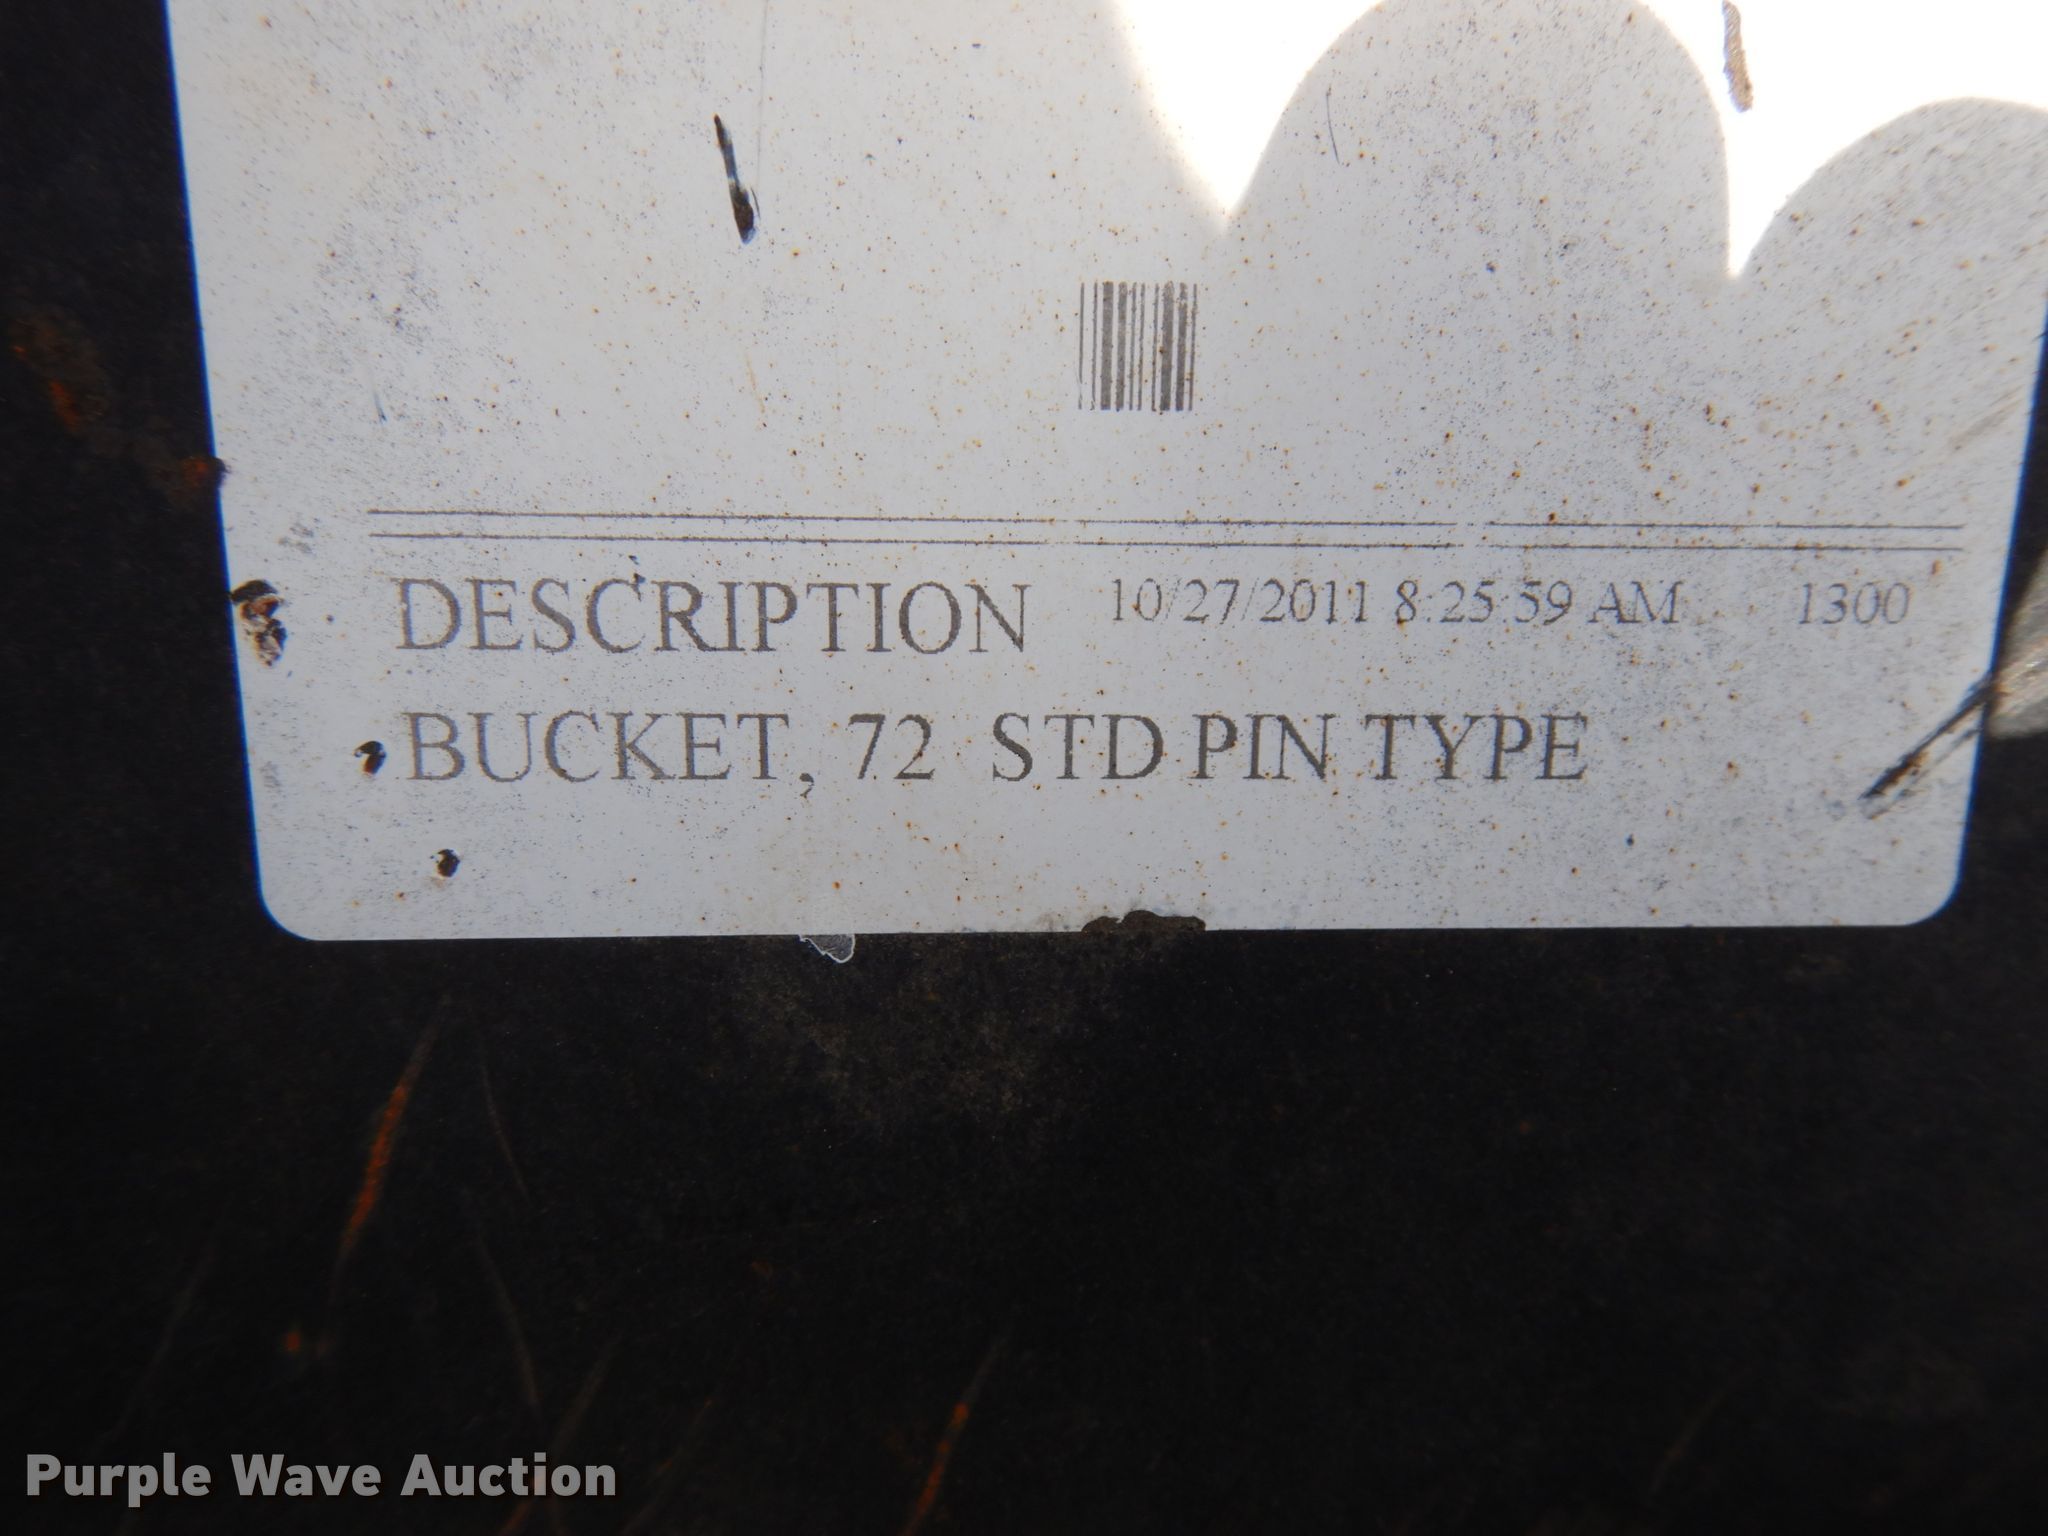 DESCRIPTION 10/27/2011 8:25:59 AM 1300
BUCKET, 72 STD PIN TYPE
Purple Wave Auction